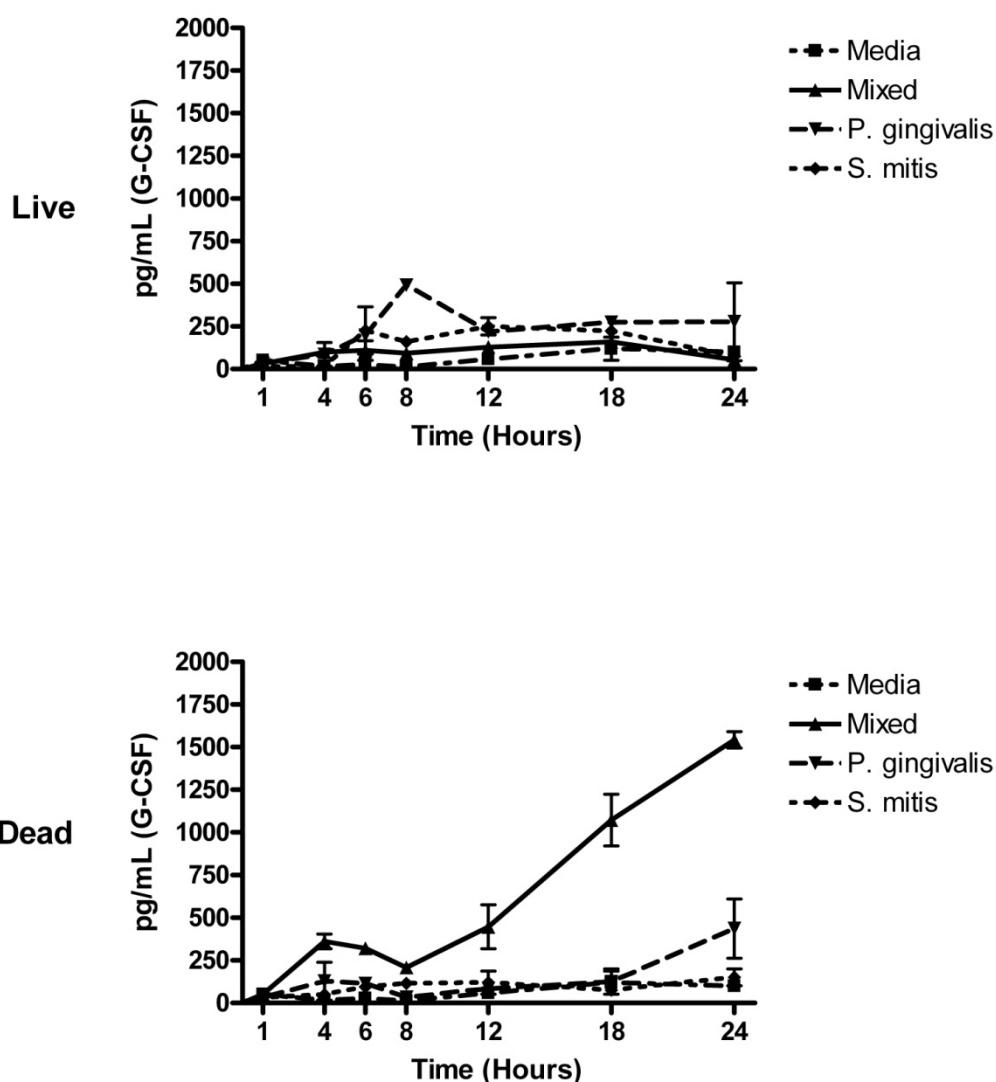 Live
pg/mL (G-CSF)
2000
1750
1500
1250
1000
750
500
250
0
1 4 6 8 12 18 24
Time (Hours)
Media
Mixed
P. gingivalis
S. mitis
Dead
pg/mL (G-CSF)
2000
1750
1500
1250
1000
750
500
250
0
1 4 6 8 12 18 24
Time (Hours)
Media
Mixed
P. gingivalis
S. mitis